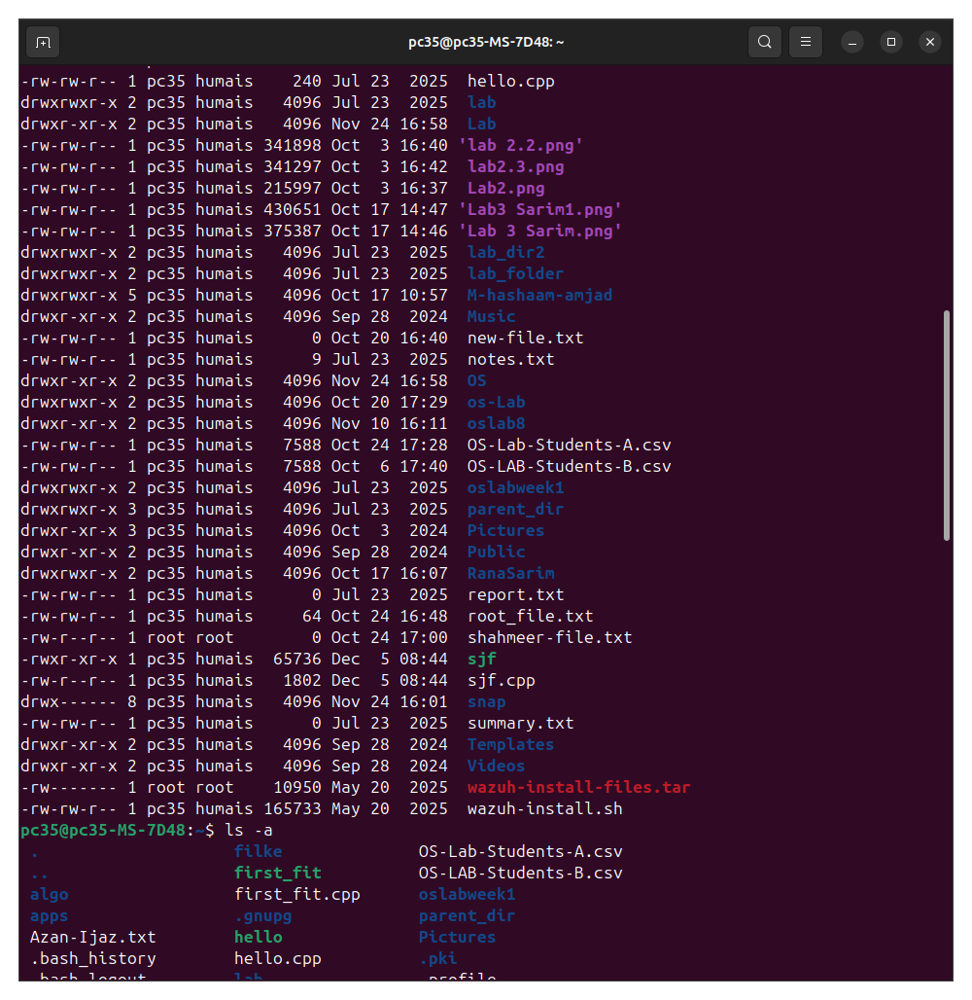 pc35@pc35-MS-7D48: ~
-rw-rw-r-- 1 pc35 humais    240 Jul 23  2025  hello.cpp
drwxrwxr-x 2 pc35 humais   4096 Jul 23  2025  lab
drwxr-xr-x 2 pc35 humais   4096 Nov 24 16:58  Lab
-rw-rw-r-- 1 pc35 humais 341898 Oct  3 16:40 'lab 2.2.png'
-rw-rw-r-- 1 pc35 humais 341297 Oct  3 16:42  lab2.3.png
-rw-rw-r-- 1 pc35 humais 215997 Oct  3 16:37  Lab2.png
-rw-rw-r-- 1 pc35 humais 430651 Oct 17 14:47 'Lab3 Sarim1.png'
-rw-rw-r-- 1 pc35 humais 375387 Oct 17 14:46 'Lab 3 Sarim.png'
drwxrwxr-x 2 pc35 humais   4096 Jul 23  2025  lab_dir2
drwxrwxr-x 2 pc35 humais   4096 Jul 23  2025  lab_folder
drwxrwxr-x 5 pc35 humais   4096 Oct 17 10:57  M-hashaam-amjad
drwxr-xr-x 2 pc35 humais   4096 Sep 28  2024  Music
-rw-rw-r-- 1 pc35 humais      0 Oct 20 16:40  new-file.txt
-rw-rw-r-- 1 pc35 humais      9 Jul 23  2025  notes.txt
drwxr-xr-x 2 pc35 humais   4096 Nov 24 16:58  OS
drwxrwxr-x 2 pc35 humais   4096 Oct 20 17:29  os-Lab
drwxr-xr-x 2 pc35 humais   4096 Nov 10 16:11  oslab8
-rw-rw-r-- 1 pc35 humais   7588 Oct 24 17:28  OS-Lab-Students-A.csv
-rw-rw-r-- 1 pc35 humais   7588 Oct  6 17:40  OS-LAB-Students-B.csv
drwxrwxr-x 2 pc35 humais   4096 Jul 23  2025  oslabweek1
drwxrwxr-x 3 pc35 humais   4096 Jul 23  2025  parent_dir
drwxr-xr-x 3 pc35 humais   4096 Oct  3  2024  Pictures
drwxr-xr-x 2 pc35 humais   4096 Sep 28  2024  Public
drwxrwxr-x 2 pc35 humais   4096 Oct 17 16:07  RanaSarim
-rw-rw-r-- 1 pc35 humais      0 Jul 23  2025  report.txt
-rw-rw-r-- 1 pc35 humais     64 Oct 24 16:48  root_file.txt
-rw-r--r-- 1 root root        0 Oct 24 17:00  shahmeer-file.txt
-rwxr-xr-x 1 pc35 humais  65736 Dec  5 08:44  sjf
-rw-r--r-- 1 pc35 humais   1802 Dec  5 08:44  sjf.cpp
drwx------ 8 pc35 humais   4096 Nov 24 16:01  snap
-rw-rw-r-- 1 pc35 humais      0 Jul 23  2025  summary.txt
drwxr-xr-x 2 pc35 humais   4096 Sep 28  2024  Templates
drwxr-xr-x 2 pc35 humais   4096 Sep 28  2024  Videos
-rw------- 1 root root    10950 May 20  2025  wazuh-install-files.tar
-rw-rw-r-- 1 pc35 humais 165733 May 20  2025  wazuh-install.sh
pc35@pc35-MS-7D48:~$ ls -a
 .                    filke              OS-Lab-Students-A.csv
 ..                   first_fit          OS-LAB-Students-B.csv
 algo                 first_fit.cpp      oslabweek1
 apps                 .gnupg             parent_dir
 Azan-Ijaz.txt        hello              Pictures
 .bash_history        hello.cpp          .pki
 .bash_logout         lab                .profile